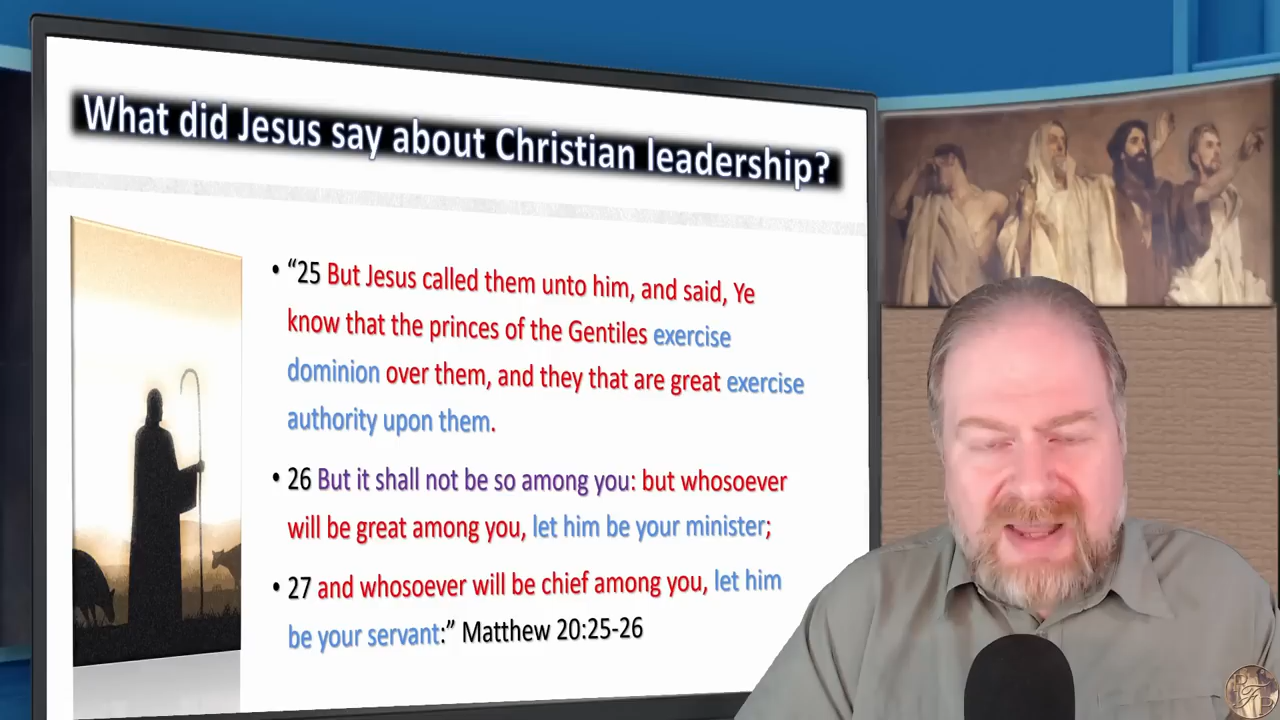 What did Jesus say about Christian leadership?
• “25 But Jesus called them unto him, and said, Ye
know that the princes of the Gentiles exercise
dominion over them, and they that are great exercise
authority upon them.
• 26 But it shall not be so among you: but whosoever
will be great among you, let him be your minister;
• 27 and whosoever will be chief among you, let him
be your servant:” Matthew 20:25-26